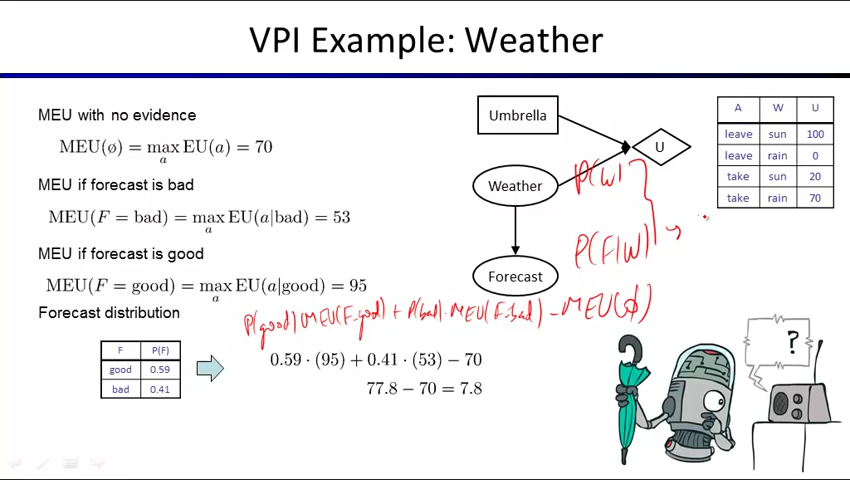 VPI Example: Weather
MEU with no evidence
MEU(ø) = max EU(a) = 70
a
MEU if forecast is bad
MEU(F = bad) = max EU(a|bad) = 53
a
MEU if forecast is good
MEU(F = good) = max EU(a|good) = 95
a
Forecast distribution
F P(F)
good 0.59
bad 0.41
P(good) MEU(F=good) + P(bad) · MEU(F=bad) - MEU(ϕ)
0.59 · (95) + 0.41 · (53) − 70
77.8 − 70 = 7.8
Umbrella
U
Weather
P(W)
P(F|W)
Forecast
A W U
leave sun 100
leave rain 0
take sun 20
take rain 70
?